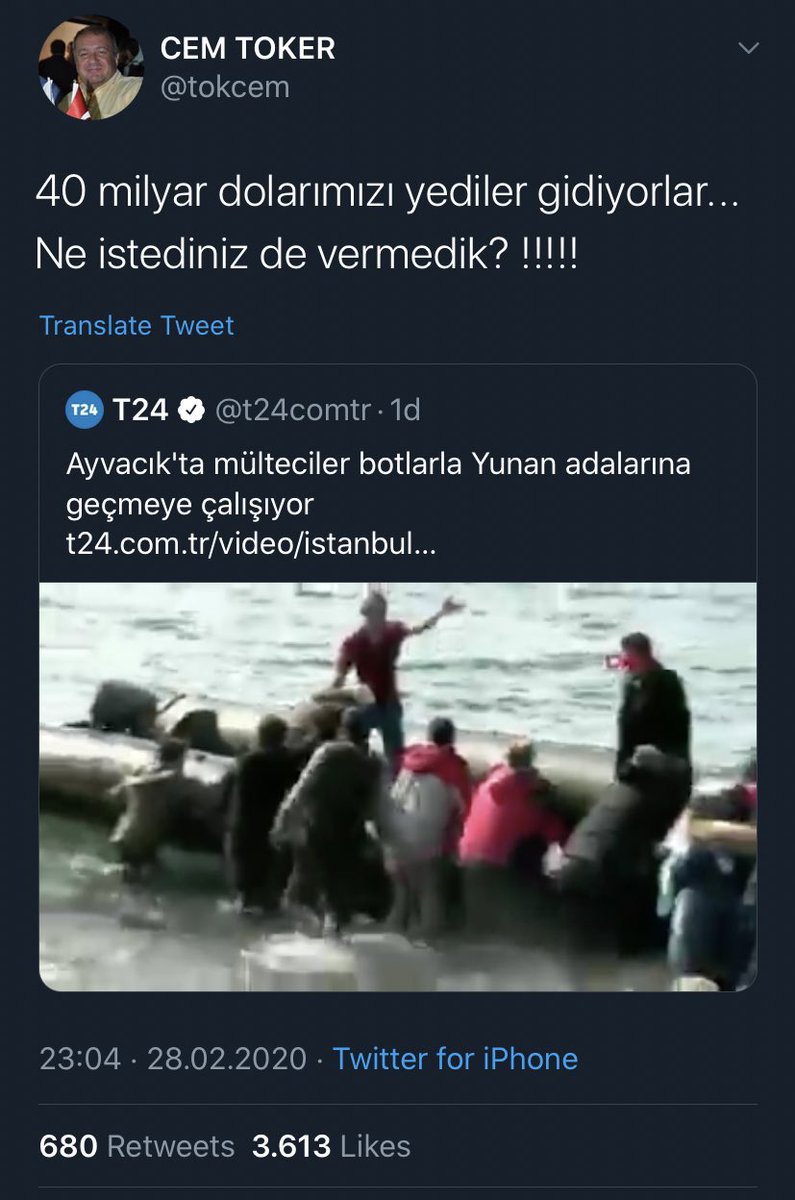 CEM TOKER
@tokcem
40 milyar dolarımızı yediler gidiyorlar...
Ne istediniz de vermedik? !!!!!
Translate Tweet
T24 T24 @t24comtr · 1d
Ayvacık'ta mülteciler botlarla Yunan adalarına
geçmeye çalışıyor
t24.com.tr/video/istanbul...
23:04 · 28.02.2020 · Twitter for iPhone
680 Retweets 3.613 Likes